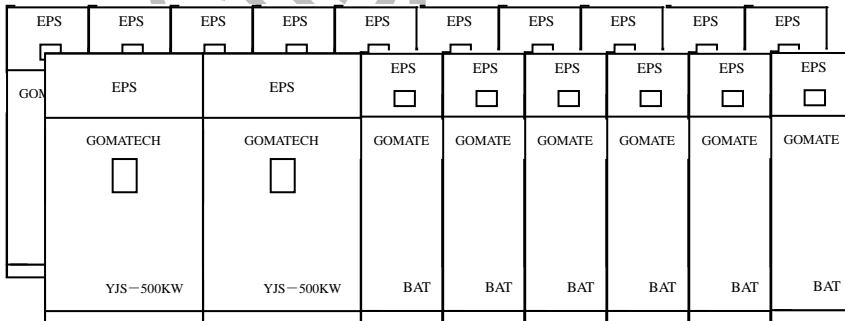 EPS EPS EPS EPS EPS EPS EPS EPS EPS EPS
EPS EPS EPS EPS EPS EPS EPS EPS
GOM
GOMATECH GOMATECH GOMATE GOMATE GOMATE GOMATE GOMATE GOMATE
YJS－500KW YJS－500KW BAT BAT BAT BAT BAT BAT